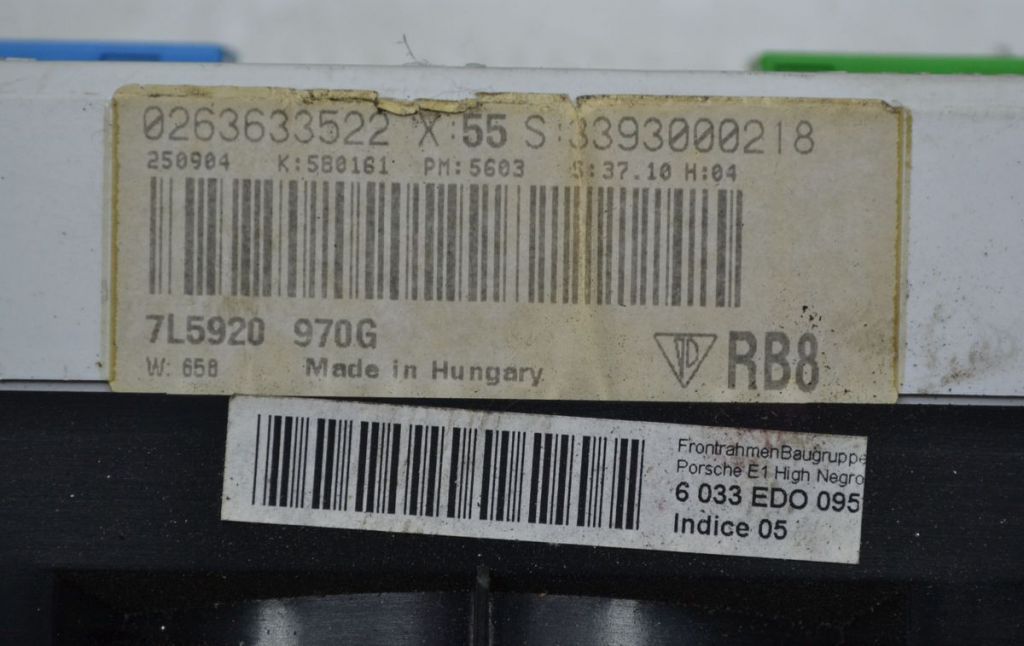 0263633522 X:55 S:3393000218
250904 K:580161 PM:5603 S:37.10 H:04
7L5920 970G
RB8
W: 658 Made in Hungary
FrontrahmenBaugruppe
Porsche E1 High Negro
6 033 EDO 095
Indice 05